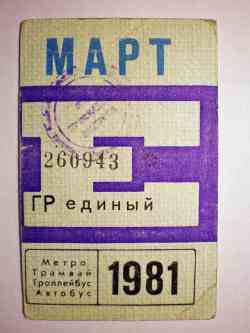 МАРТ
260943
Е
ГР единый
Метро
Трамвай
Троллейбус
Автобус
1981